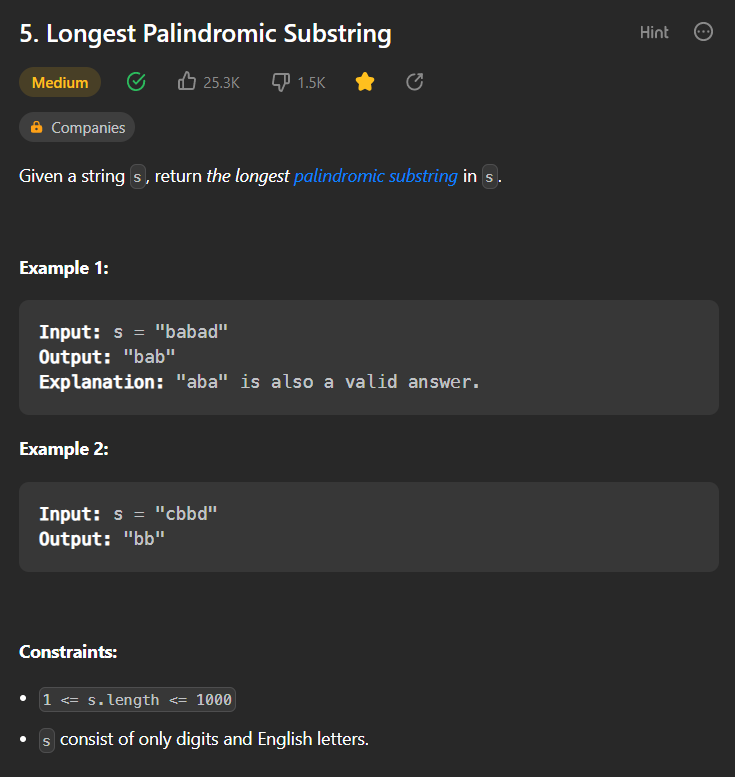 5. Longest Palindromic Substring
Hint
Medium
25.3K
1.5K
Companies
Given a string s, return the longest palindromic substring in s.
Example 1:
Input: s = "babad"
Output: "bab"
Explanation: "aba" is also a valid answer.
Example 2:
Input: s = "cbbd"
Output: "bb"
Constraints:
• 1 <= s.length <= 1000
• s consist of only digits and English letters.